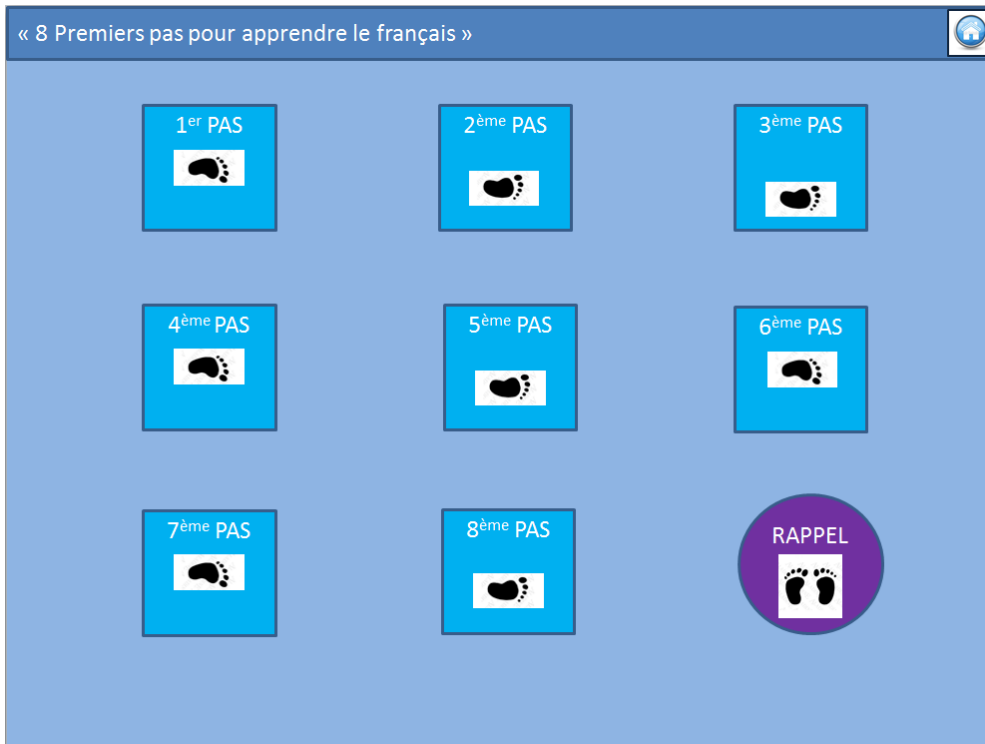 « 8 Premiers pas pour apprendre le français »
1er PAS
2ème PAS
3ème PAS
4ème PAS
5ème PAS
6ème PAS
7ème PAS
8ème PAS
RAPPEL